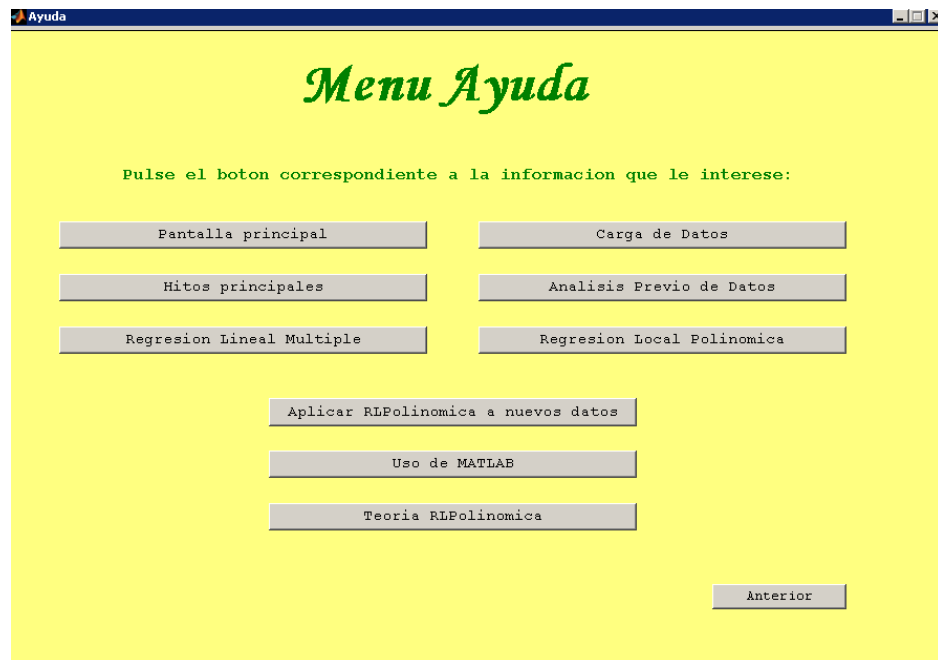 Ayuda
Menu Ayuda
Pulse el boton correspondiente a la informacion que le interese:
Pantalla principal
Carga de Datos
Hitos principales
Analisis Previo de Datos
Regresion Lineal Multiple
Regresion Local Polinomica
Aplicar RLPolinomica a nuevos datos
Uso de MATLAB
Teoria RLPolinomica
Anterior